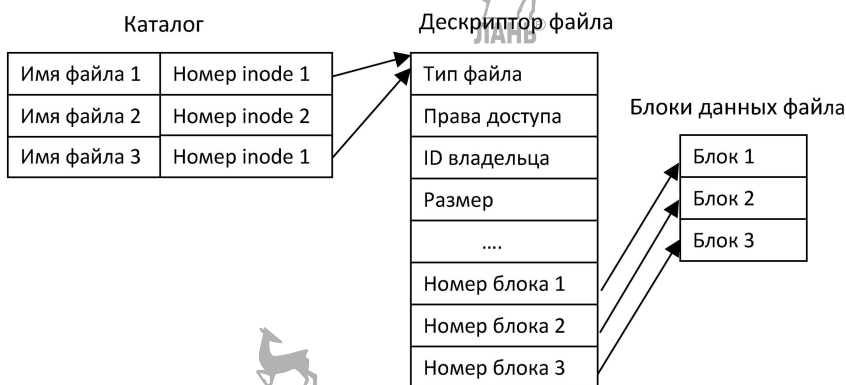 Каталог
Имя файла 1 Номер inode 1
Имя файла 2 Номер inode 2
Имя файла 3 Номер inode 1
ЛАНЬ®
Дескриптор файла
Тип файла
Права доступа
ID владельца
Размер
....
Номер блока 1
Номер блока 2
Номер блока 3
Блоки данных файла
Блок 1
Блок 2
Блок 3